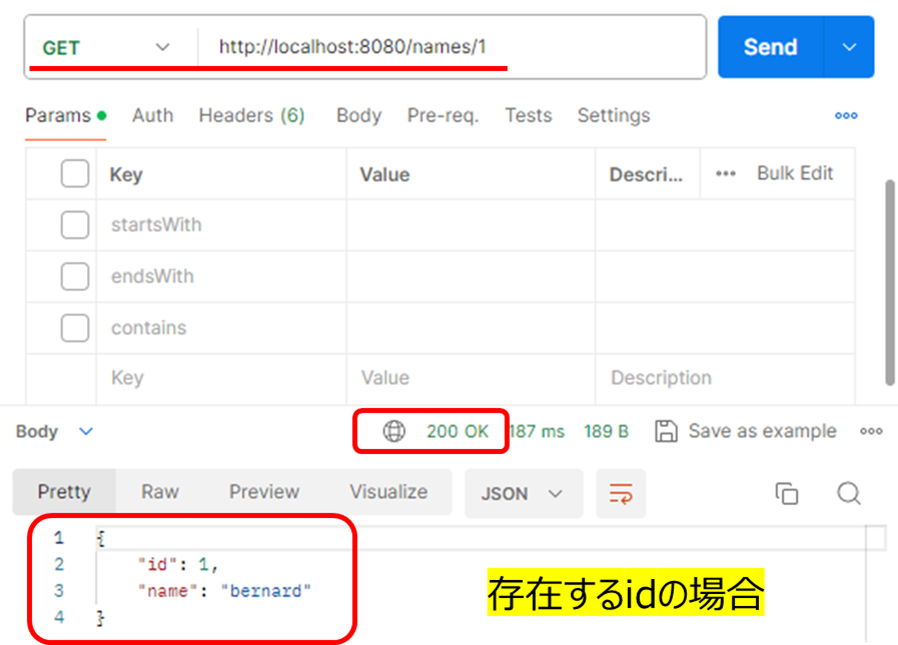 GET http://localhost:8080/names/1 Send
Params Auth Headers (6) Body Pre-req. Tests Settings
Key Value Descri... Bulk Edit
startsWith
endsWith
contains
Key Value Description
Body 200 OK 187 ms 189 B Save as example
Pretty Raw Preview Visualize JSON
1 {
2 "id": 1,
3 "name": "bernard"
4 }
存在するidの場合